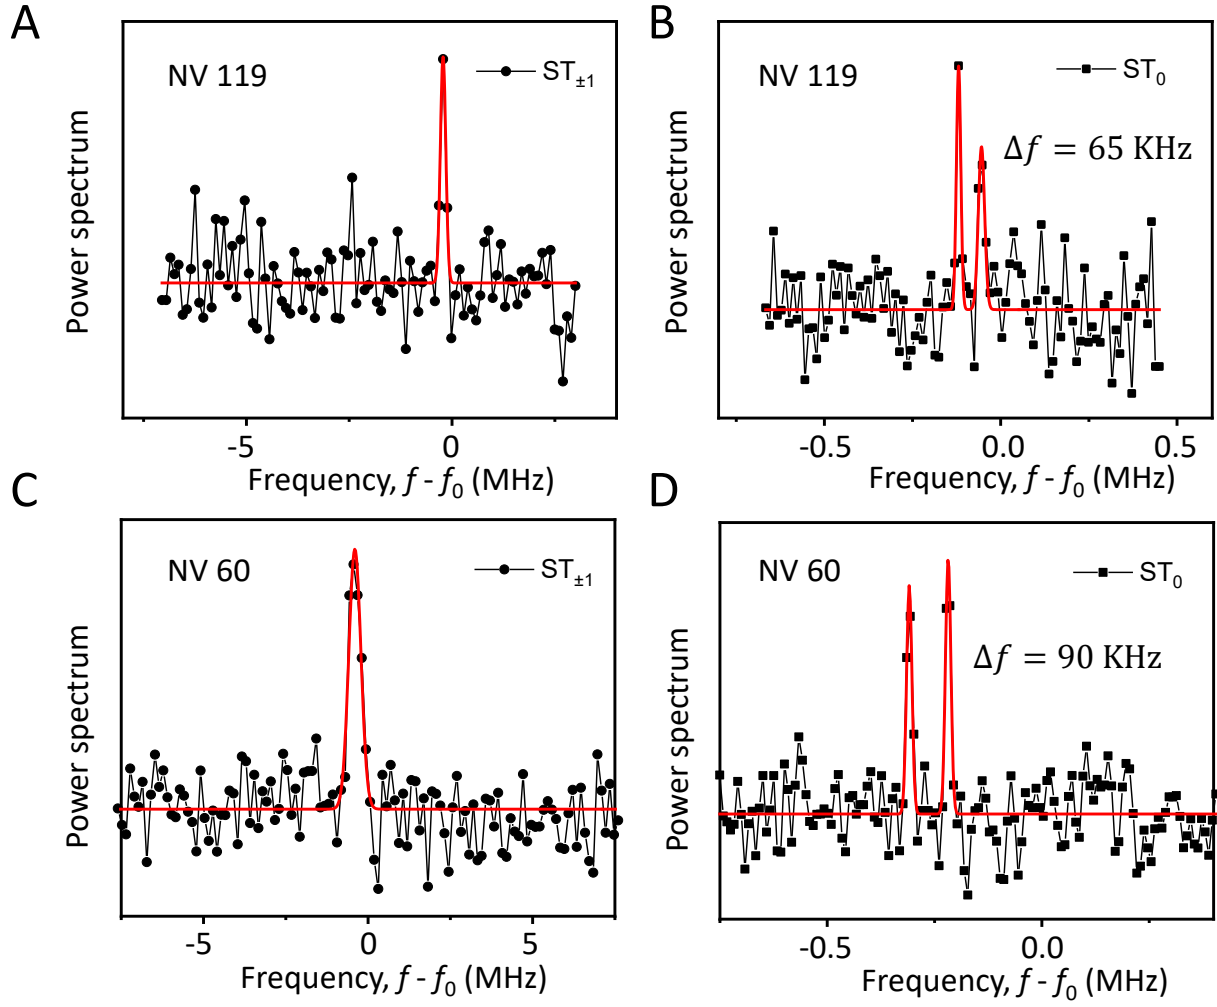 A
NV 119
ST±1
Power spectrum
-5
0
Frequency, f - f0 (MHz)
B
NV 119
ST0
Δf = 65 KHz
Power spectrum
-0.5
0.0
0.5
Frequency, f - f0 (MHz)
C
NV 60
ST±1
Power spectrum
-5
0
5
Frequency, f - f0 (MHz)
D
NV 60
ST0
Δf = 90 KHz
Power spectrum
-0.5
0.0
Frequency, f - f0 (MHz)